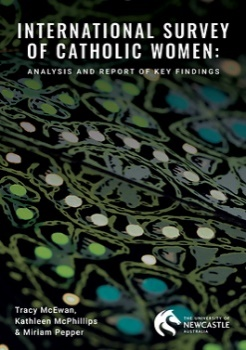 INTERNATIONAL SURVEY
OF CATHOLIC WOMEN:
ANALYSIS AND REPORT OF KEY FINDINGS
Tracy McEwan,
Kathleen McPhillips
& Miriam Pepper
THE UNIVERSITY OF
NEWCASTLE
AUSTRALIA